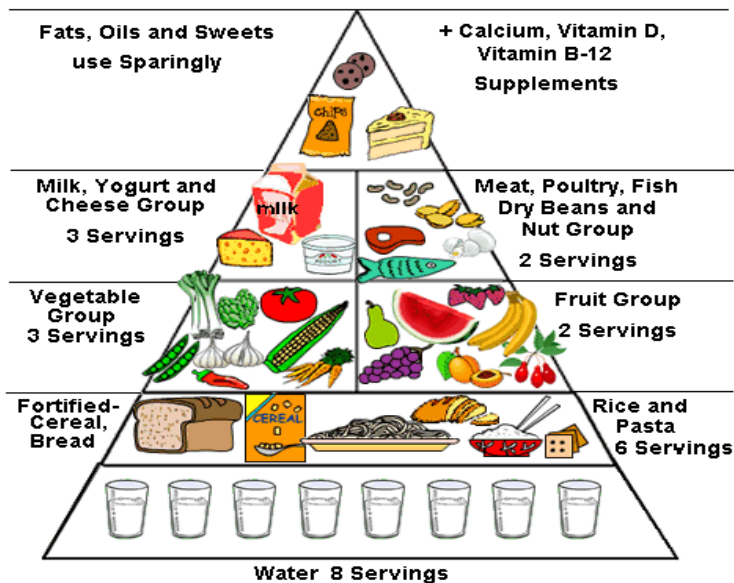 Fats, Oils and Sweets
use Sparingly
+ Calcium, Vitamin D,
Vitamin B-12
Supplements
chips
Milk, Yogurt and
Cheese Group
3 Servings
milk
YOGURT
Meat, Poultry, Fish
Dry Beans and
Nut Group
2 Servings
Vegetable
Group
3 Servings
Fruit Group
2 Servings
Fortified-
Cereal,
Bread
CEREAL
Rice and
Pasta
6 Servings
Water 8 Servings